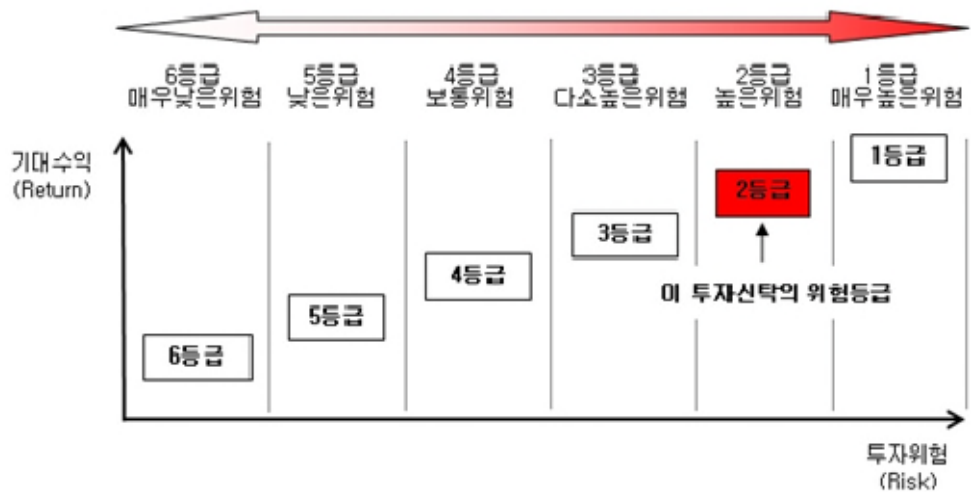 6등급 5등급 4등급 3등급 2등급 1등급
매우낮은위험 낮은위험 보통위험 다소높은위험 높은위험 매우높은위험
기대수익
(Return)
1등급
2등급
3등급
4등급
이 투자신탁의 위험등급
5등급
6등급
투자위험
(Risk)